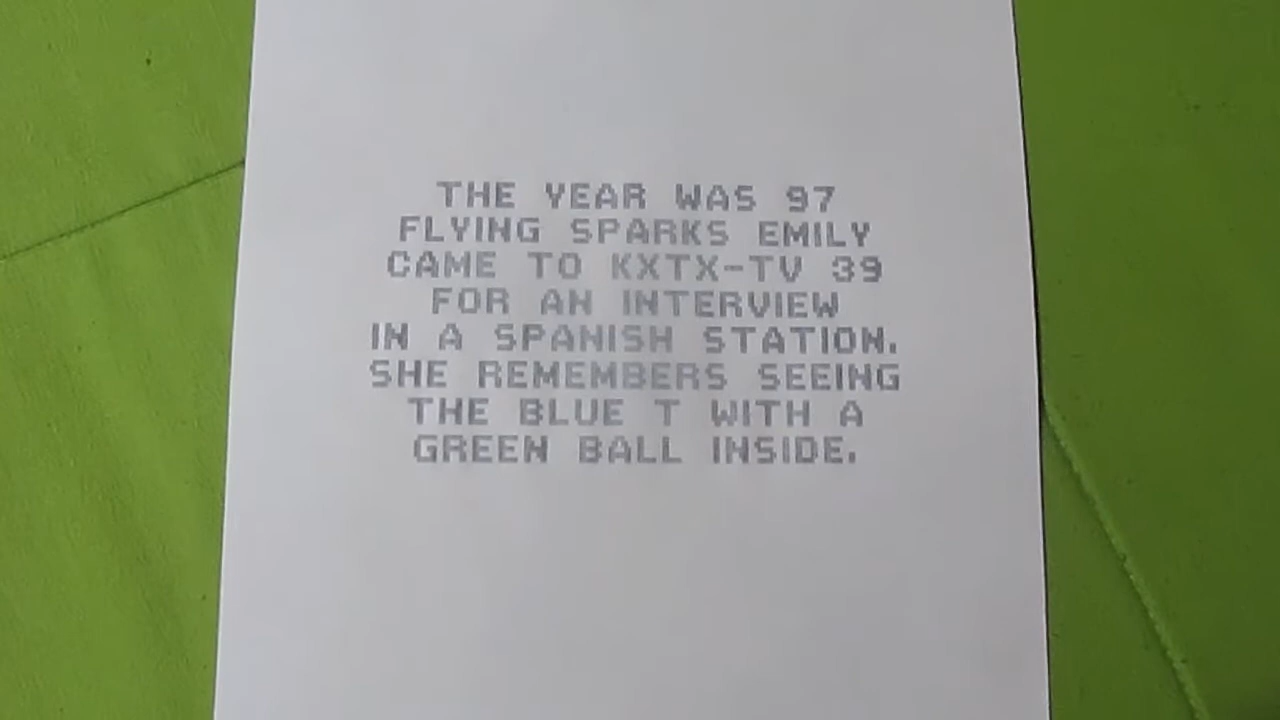 THE YEAR WAS 97
FLYING SPARKS EMILY
CAME TO KXTX-TV 39
FOR AN INTERVIEW
IN A SPANISH STATION.
SHE REMEMBERS SEEING
THE BLUE T WITH A
GREEN BALL INSIDE.